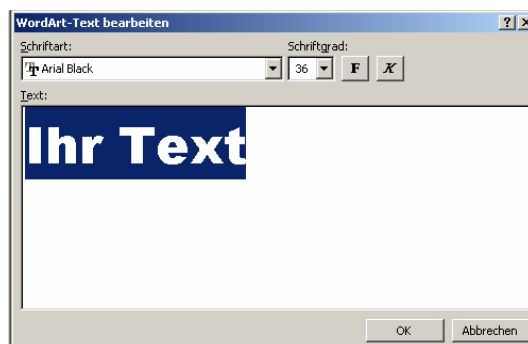 WordArt-Text bearbeiten
Schriftart: Schriftgrad:
Arial Black 36 F K
Text:
Ihr Text
OK Abbrechen